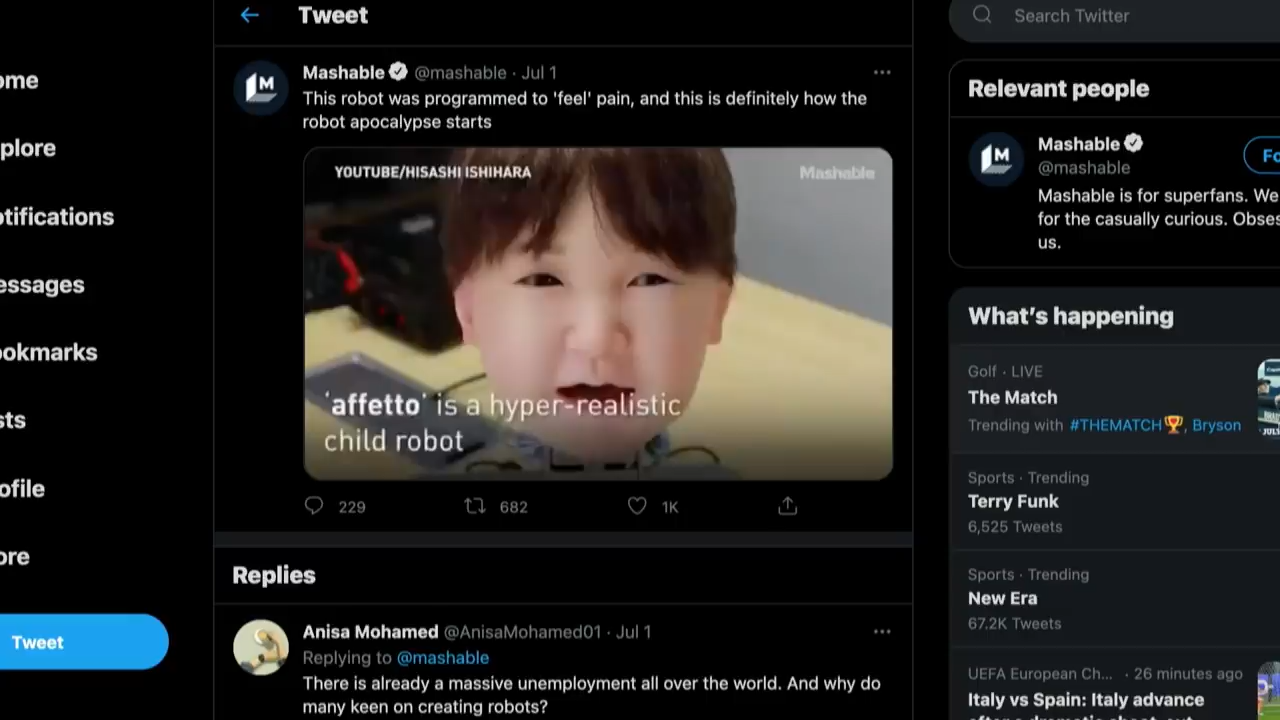 Tweet
Search Twitter
ome
plore
otifications
essages
ookmarks
sts
ofile
ore
Tweet
Mashable @mashable · Jul 1
This robot was programmed to 'feel' pain, and this is definitely how the
robot apocalypse starts
YOUTUBE/HISASHI ISHIHARA
Mashable
'affetto' is a hyper-realistic
child robot
229 682 1K
Replies
Anisa Mohamed @AnisaMohamed01 · Jul 1
Replying to @mashable
There is already a massive unemployment all over the world. And why do
many keen on creating robots?
Relevant people
Mashable
@mashable
Fo
Mashable is for superfans. We
for the casually curious. Obses
us.
What's happening
Golf · LIVE
The Match
Trending with #THEMATCH🏆, Bryson
Sports · Trending
Terry Funk
6,525 Tweets
Sports · Trending
New Era
67.2K Tweets
UEFA European Ch... · 26 minutes ago
Italy vs Spain: Italy advance